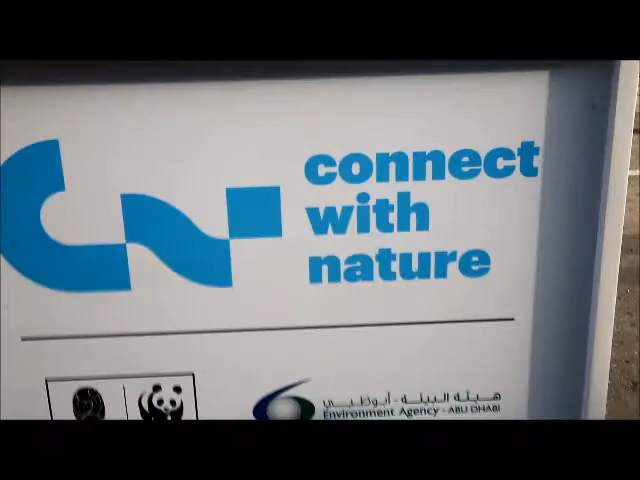 connect
with
nature
هيئة البيئة - أبوظبي
Environment Agency - ABU DHABI